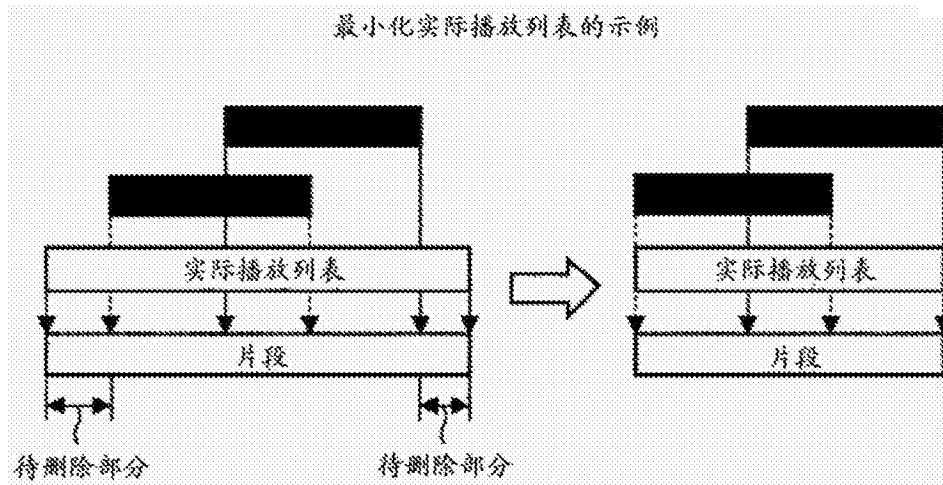 最小化实际播放列表的示例
实际播放列表
实际播放列表
片段
片段
待删除部分
待删除部分